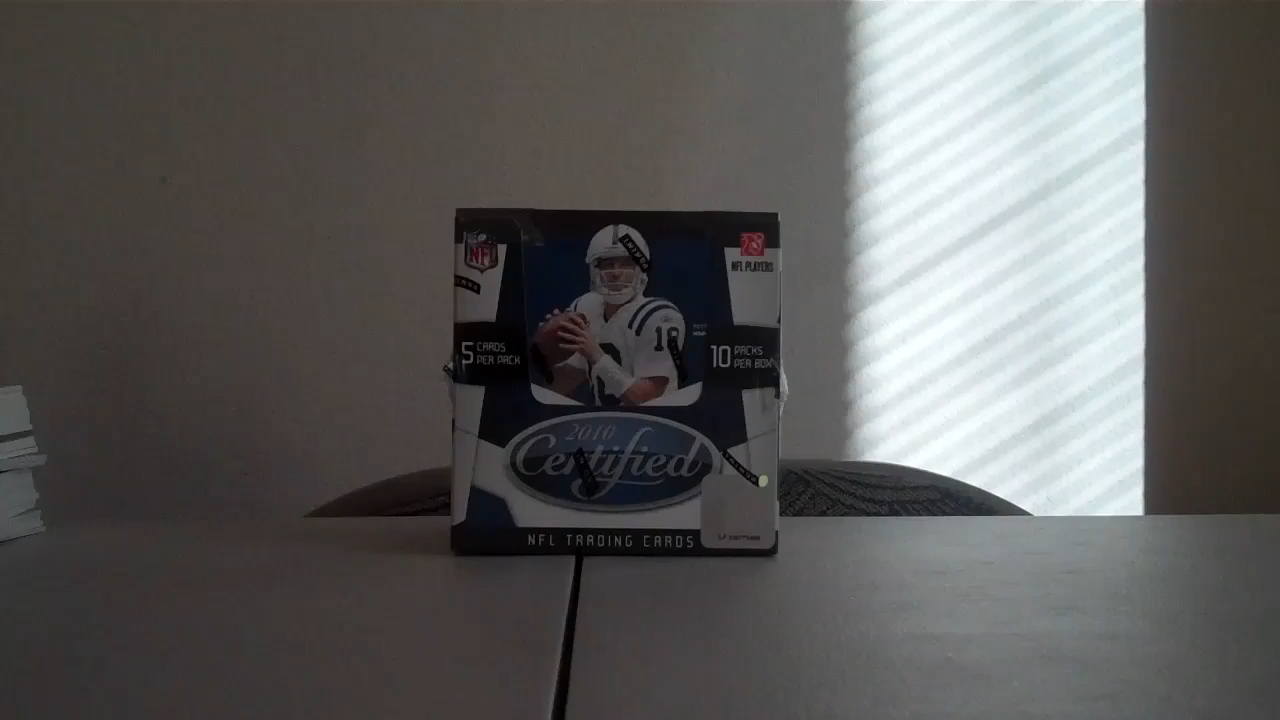 NFL
NFL PLAYERS
18
5 CARDS
PER PACK
10 PACKS
PER BOX
2010
Certified
NFL TRADING CARDS